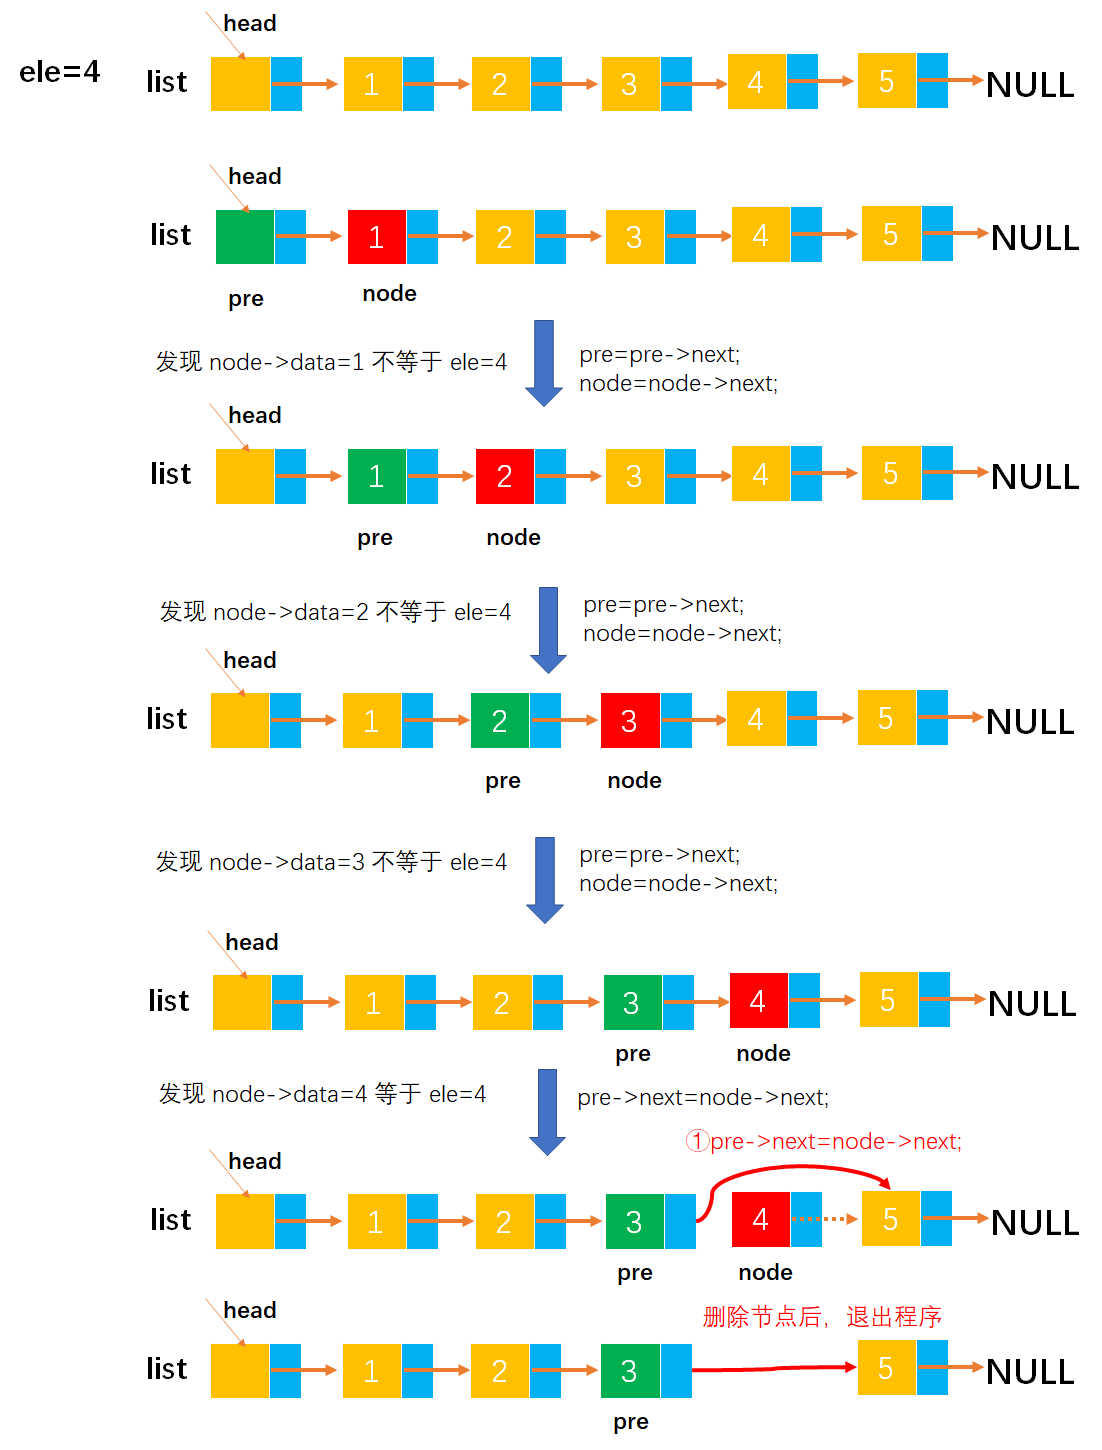 head
ele=4
list 1 2 3 4 5 NULL
head
list 1 2 3 4 5 NULL
pre node
发现 node->data=1 不等于 ele=4
pre=pre->next;
node=node->next;
head
list 1 2 3 4 5 NULL
pre node
发现 node->data=2 不等于 ele=4
pre=pre->next;
node=node->next;
head
list 1 2 3 4 5 NULL
pre node
发现 node->data=3 不等于 ele=4
pre=pre->next;
node=node->next;
head
list 1 2 3 4 5 NULL
pre node
发现 node->data=4 等于 ele=4
pre->next=node->next;
①pre->next=node->next;
head
list 1 2 3 4 5 NULL
pre node
head
删除节点后，退出程序
list 1 2 3 5 NULL
pre